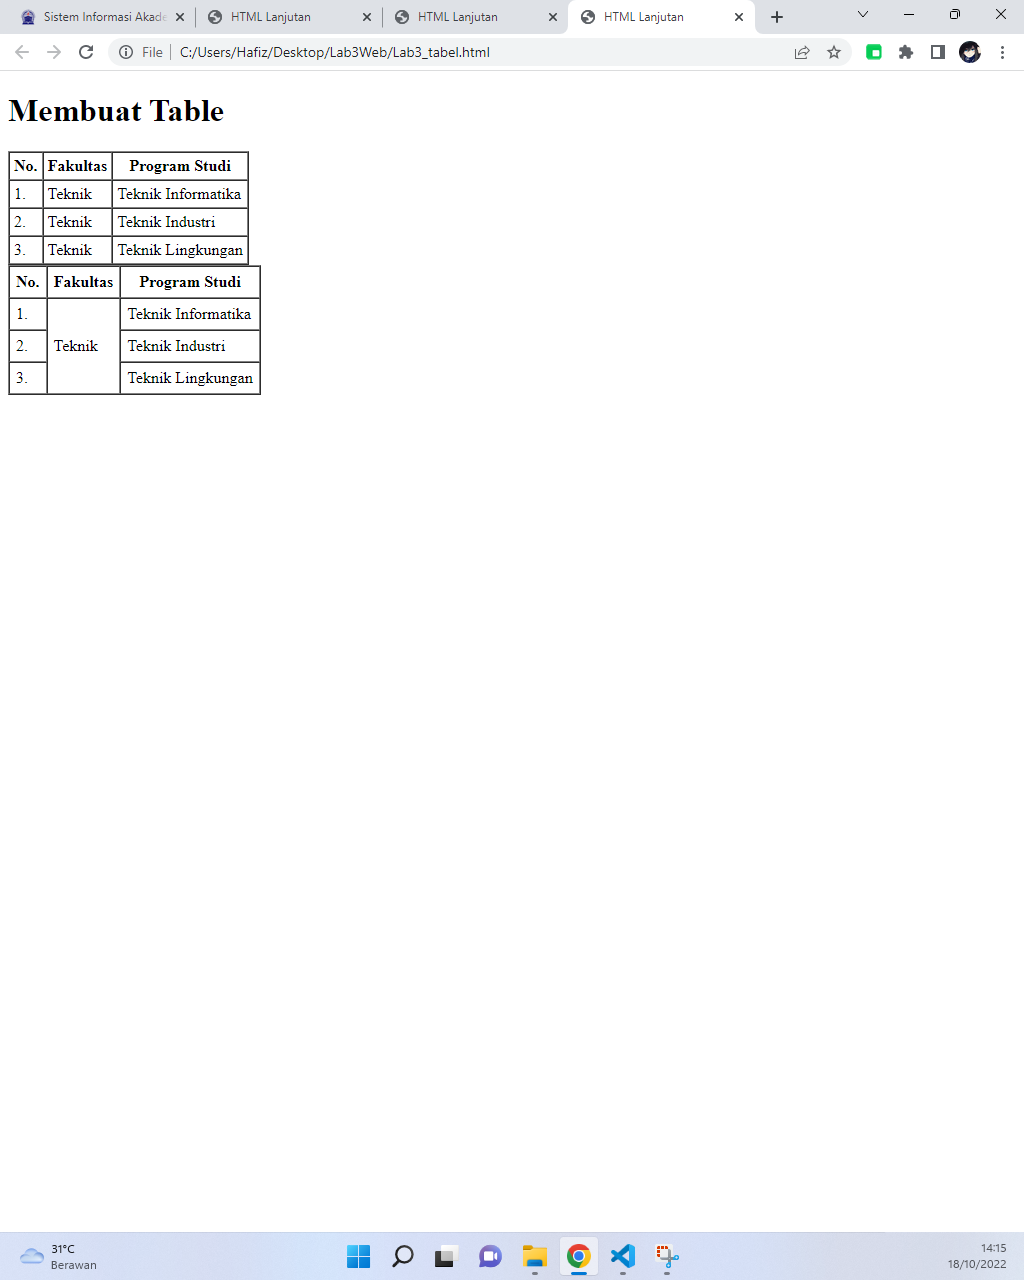 Sistem Informasi Akade
HTML Lanjutan
HTML Lanjutan
HTML Lanjutan
File C:/Users/Hafiz/Desktop/Lab3Web/Lab3_tabel.html
Membuat Table
No. Fakultas Program Studi
1. Teknik Teknik Informatika
2. Teknik Teknik Industri
3. Teknik Teknik Lingkungan
No. Fakultas Program Studi
1. Teknik Informatika
2. Teknik Teknik Industri
3. Teknik Lingkungan
31°C
Berawan
14:15
18/10/2022